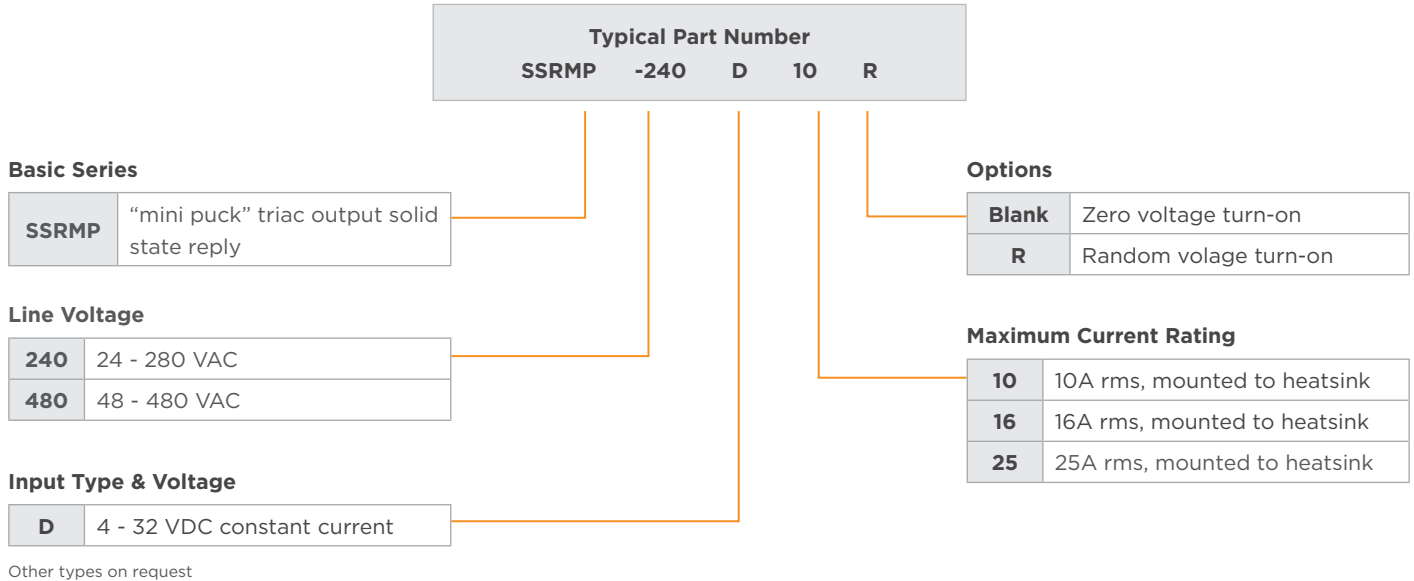 Typical Part Number
SSRMP -240 D 10 R
Basic Series
SSRMP “mini puck” triac output solid
state reply
Line Voltage
240 24 - 280 VAC
480 48 - 480 VAC
Input Type & Voltage
D 4 - 32 VDC constant current
Other types on request
Options
Blank Zero voltage turn-on
R Random volage turn-on
Maximum Current Rating
10 10A rms, mounted to heatsink
16 16A rms, mounted to heatsink
25 25A rms, mounted to heatsink